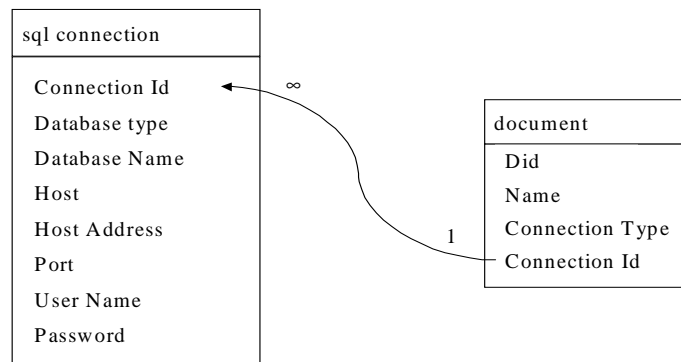 sql connection
Connection Id
Database type
Database Name
Host
Host Address
Port
User Name
Password
∞
1
document
Did
Name
Connection Type
Connection Id